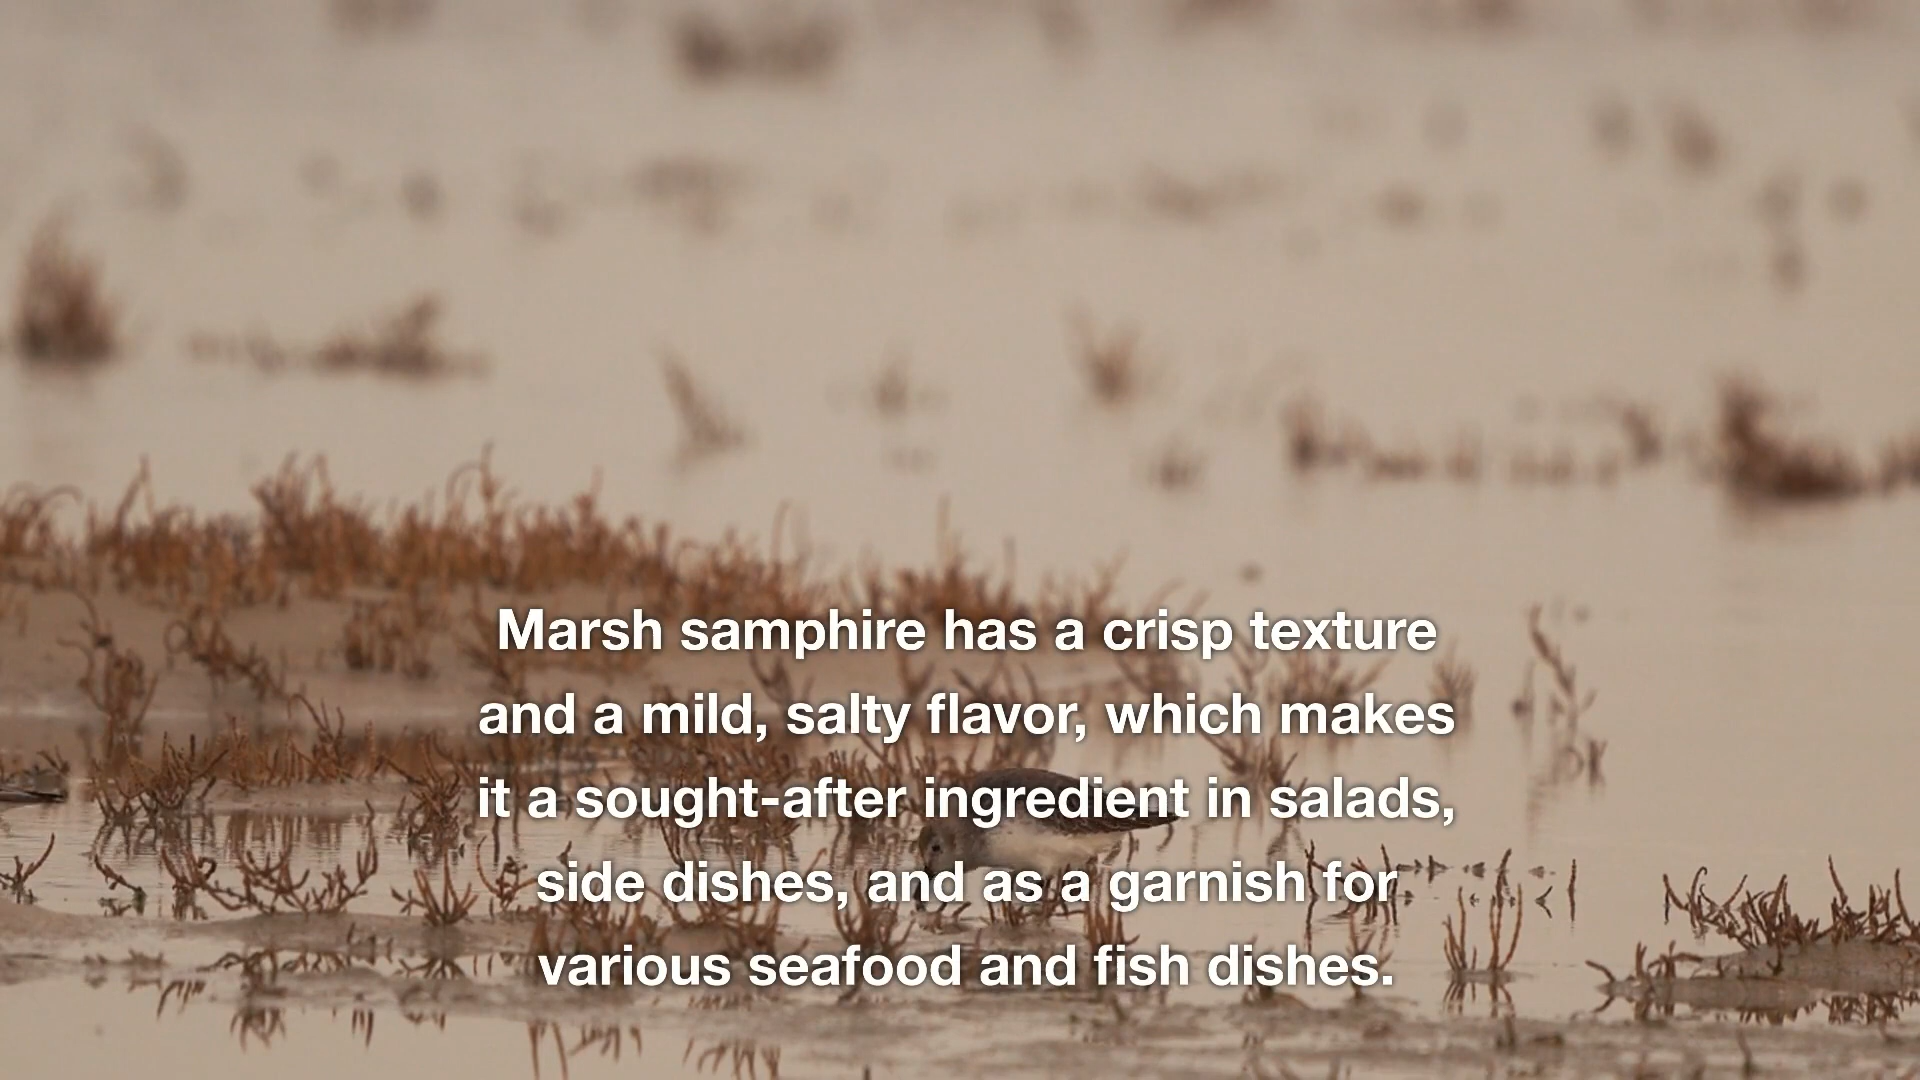 Marsh samphire has a crisp texture
and a mild, salty flavor, which makes
it a sought-after ingredient in salads,
side dishes, and as a garnish for
various seafood and fish dishes.